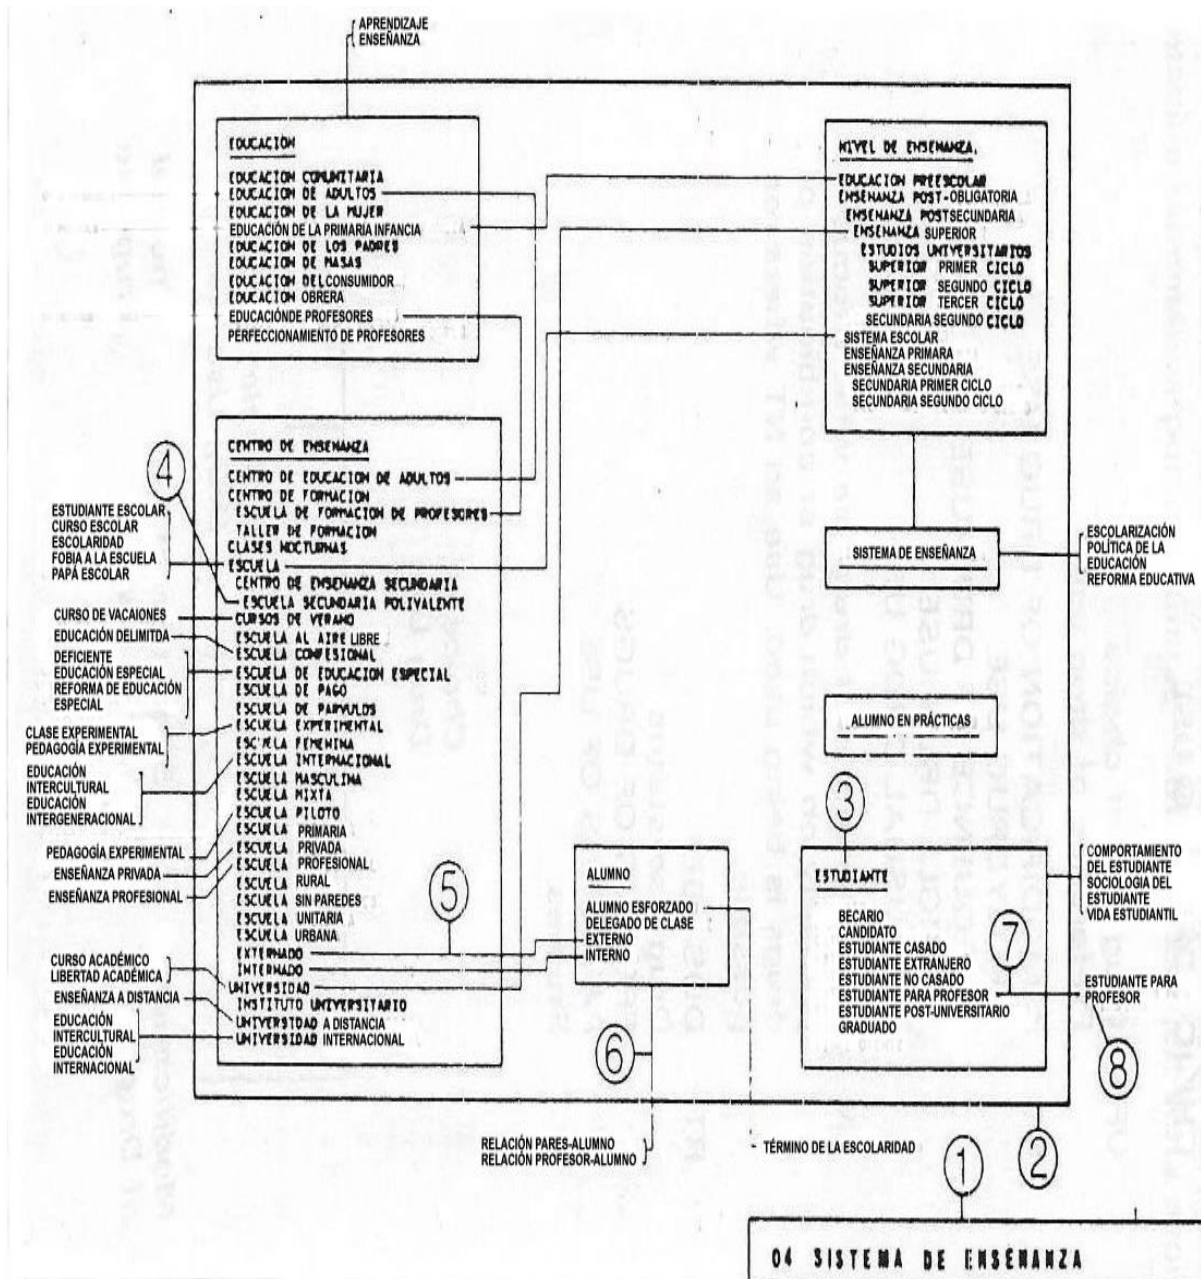 APRENDIZAJE
ENSEÑANZA
EDUCACIÓN
EDUCACION COMUNITARIA
EDUCACION DE ADULTOS
EDUCACION DE LA MUJER
EDUCACIÓN DE LA PRIMARIA INFANCIA
EDUCACION DE LOS PADRES
EDUCACION DE MASAS
EDUCACION DEL CONSUMIDOR
EDUCACION OBRERA
EDUCACIÓNDE PROFESORES
PERFECCIONAMIENTO DE PROFESORES
NIVEL DE ENSENANZA.
EDUCACION PREESCOLAR
ENSENANZA POST-OBLIGATORIA
ENSENANZA POSTSECUNDARIA
ENSENANZA SUPERIOR
ESTUDIOS UNIVERSITARIOS
SUPERIOR PRIMER CICLO
SUPERIOR SEGUNDO CICLO
SUPERIOR TERCER CICLO
SECUNDARIA SEGUNDO CICLO
SISTEMA ESCOLAR
ENSEÑANZA PRIMARA
ENSEÑANZA SECUNDARIA
SECUNDARIA PRIMER CICLO
SECUNDARIA SEGUNDO CICLO
CENTRO DE ENSENANZA
CENTRO DE EDUCACION DE ADULTOS
CENTRO DE FORMACION
ESCUELA DE FORMACION DE PROFESORES
TALLER DE FORMACION
CLASES NOCTURNAS
ESCUELA
CENTRO DE ENSENANZA SECUNDARIA
ESCUELA SECUNDARIA POLIVALENTE
CURSOS DE VERANO
ESCUELA AL AIRE LIBRE
ESCUELA CONFESIONAL
ESCUELA DE EDUCACION ESPECIAL
ESCUELA DE PAGO
ESCUELA DE PARVULOS
ESCUELA EXPERIMENTAL
ESCUELA FEMENINA
ESCUELA INTERNACIONAL
ESCUELA MASCULINA
ESCUELA MIXTA
ESCUELA PILOTO
ESCUELA PRIMARIA
ESCUELA PRIVADA
ESCUELA PROFESIONAL
ESCUELA RURAL
ESCUELA SIN PAREDES
ESCUELA UNITARIA
ESCUELA URBANA
EXTERNADO
INTERNADO
UNIVERSIDAD
INSTITUTO UNIVERSITARIO
UNIVERSIDAD A DISTANCIA
UNIVERSIDAD INTERNACIONAL
4
ESTUDIANTE ESCOLAR
CURSO ESCOLAR
ESCOLARIDAD
FOBIA A LA ESCUELA
PAPÁ ESCOLAR
CURSO DE VACAIONES
EDUCACIÓN DELIMITDA
DEFICIENTE
EDUCACIÓN ESPECIAL
REFORMA DE EDUCACIÓN
ESPECIAL
CLASE EXPERIMENTAL
PEDAGOGÍA EXPERIMENTAL
EDUCACIÓN
INTERCULTURAL
EDUCACIÓN
INTERGENERACIONAL
PEDAGOGÍA EXPERIMENTAL
ENSEÑANZA PRIVADA
ENSEÑANZA PROFESIONAL
CURSO ACADÉMICO
LIBERTAD ACADÉMICA
ENSEÑANZA A DISTANCIA
EDUCACIÓN
INTERCULTURAL
EDUCACIÓN
INTERNACIONAL
SISTEMA DE ENSEÑANZA
ESCOLARIZACIÓN
POLÍTICA DE LA
EDUCACIÓN
REFORMA EDUCATIVA
ALUMNO EN PRÁCTICAS
3
5
ALUMNO
ALUMNO ESFORZADO
DELEGADO DE CLASE
EXTERNO
INTERNO
ESTUDIANTE
BECARIO
CANDIDATO
ESTUDIANTE CASADO
ESTUDIANTE EXTRANJERO
ESTUDIANTE NO CASADO
ESTUDIANTE PARA PROFESOR
ESTUDIANTE POST-UNIVERSITARIO
GRADUADO
7
COMPORTAMIENTO
DEL ESTUDIANTE
SOCIOLOGIA DEL
ESTUDIANTE
VIDA ESTUDIANTIL
ESTUDIANTE PARA
PROFESOR
6
8
RELACIÓN PARES-ALUMNO
RELACIÓN PROFESOR-ALUMNO
TÉRMINO DE LA ESCOLARIDAD
1
2
04 SISTEMA DE ENSENANZA